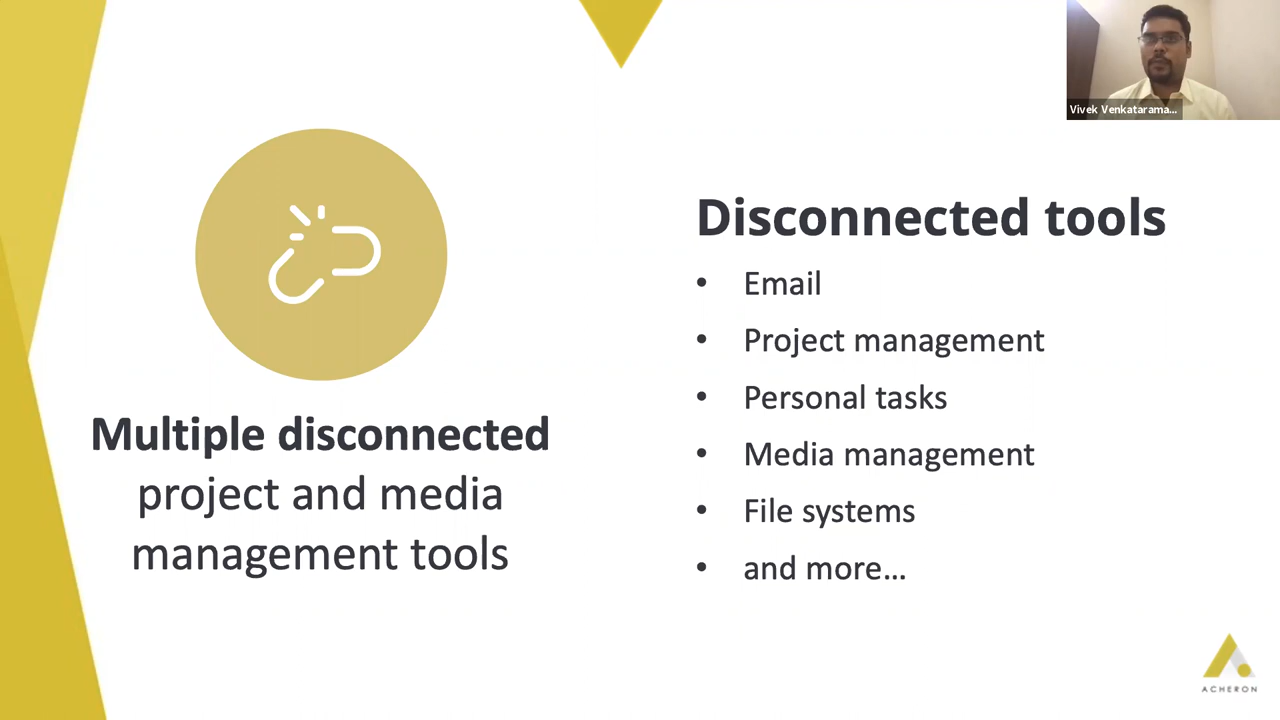 Vivek Venkatarama...
Multiple disconnected
project and media
management tools
Disconnected tools
• Email
• Project management
• Personal tasks
• Media management
• File systems
• and more…
ACHERON